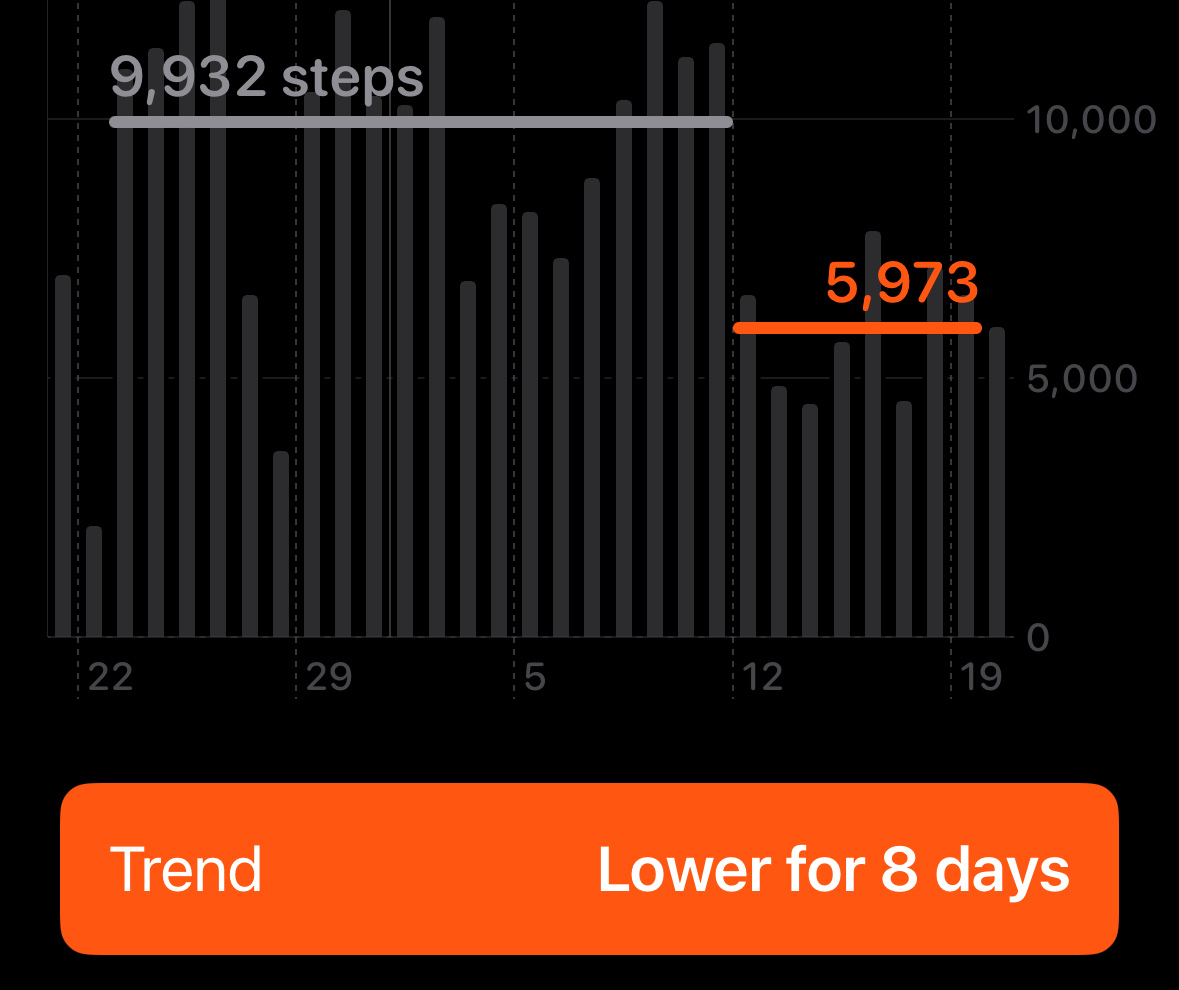 9,932 steps
10,000
5,973
5,000
0
22 29 5 12 19
Trend Lower for 8 days